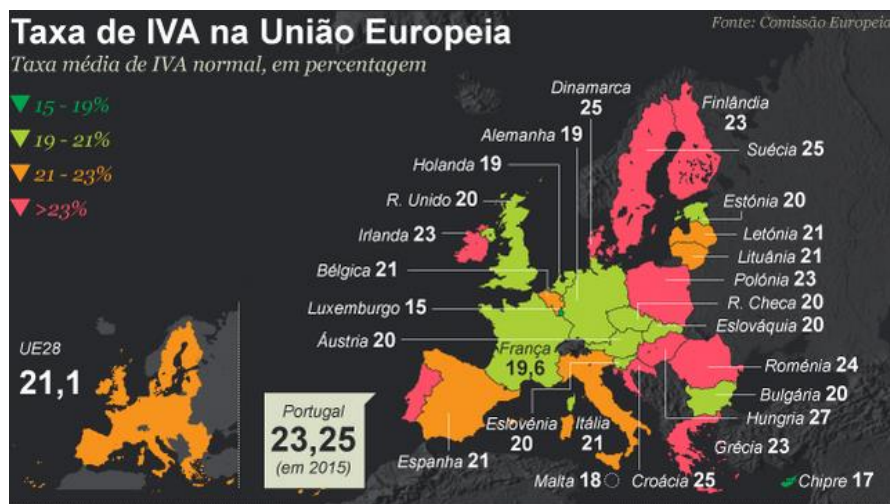 Taxa de IVA na União Europeia
Fonte: Comissão Europeia
Taxa média de IVA normal, em percentagem
15 - 19%
19 - 21%
21 - 23%
>23%
Dinamarca
25
Finlândia
23
Alemanha 19
Suécia 25
Holanda 19
R. Unido 20
Estónia 20
Irlanda 23
Letónia 21
Lituânia 21
Bélgica 21
Polónia 23
Luxemburgo 15
R. Checa 20
Eslováquia 20
Áustria 20
França
19,6
UE28
21,1
Roménia 24
Bulgária 20
Portugal
23,25
(em 2015)
Eslovénia
20
Itália
21
Hungria 27
Grécia 23
Espanha 21
Malta 18
Croácia 25
Chipre 17